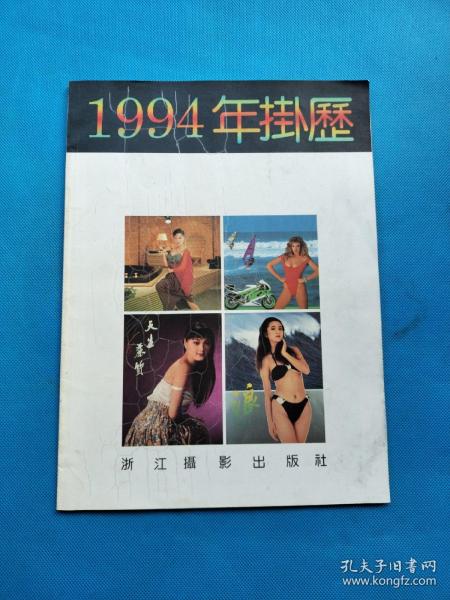 1994年掛歷
天生
麗質
浪
浙江攝影出版社
孔夫子旧书网
www.kongfz.com